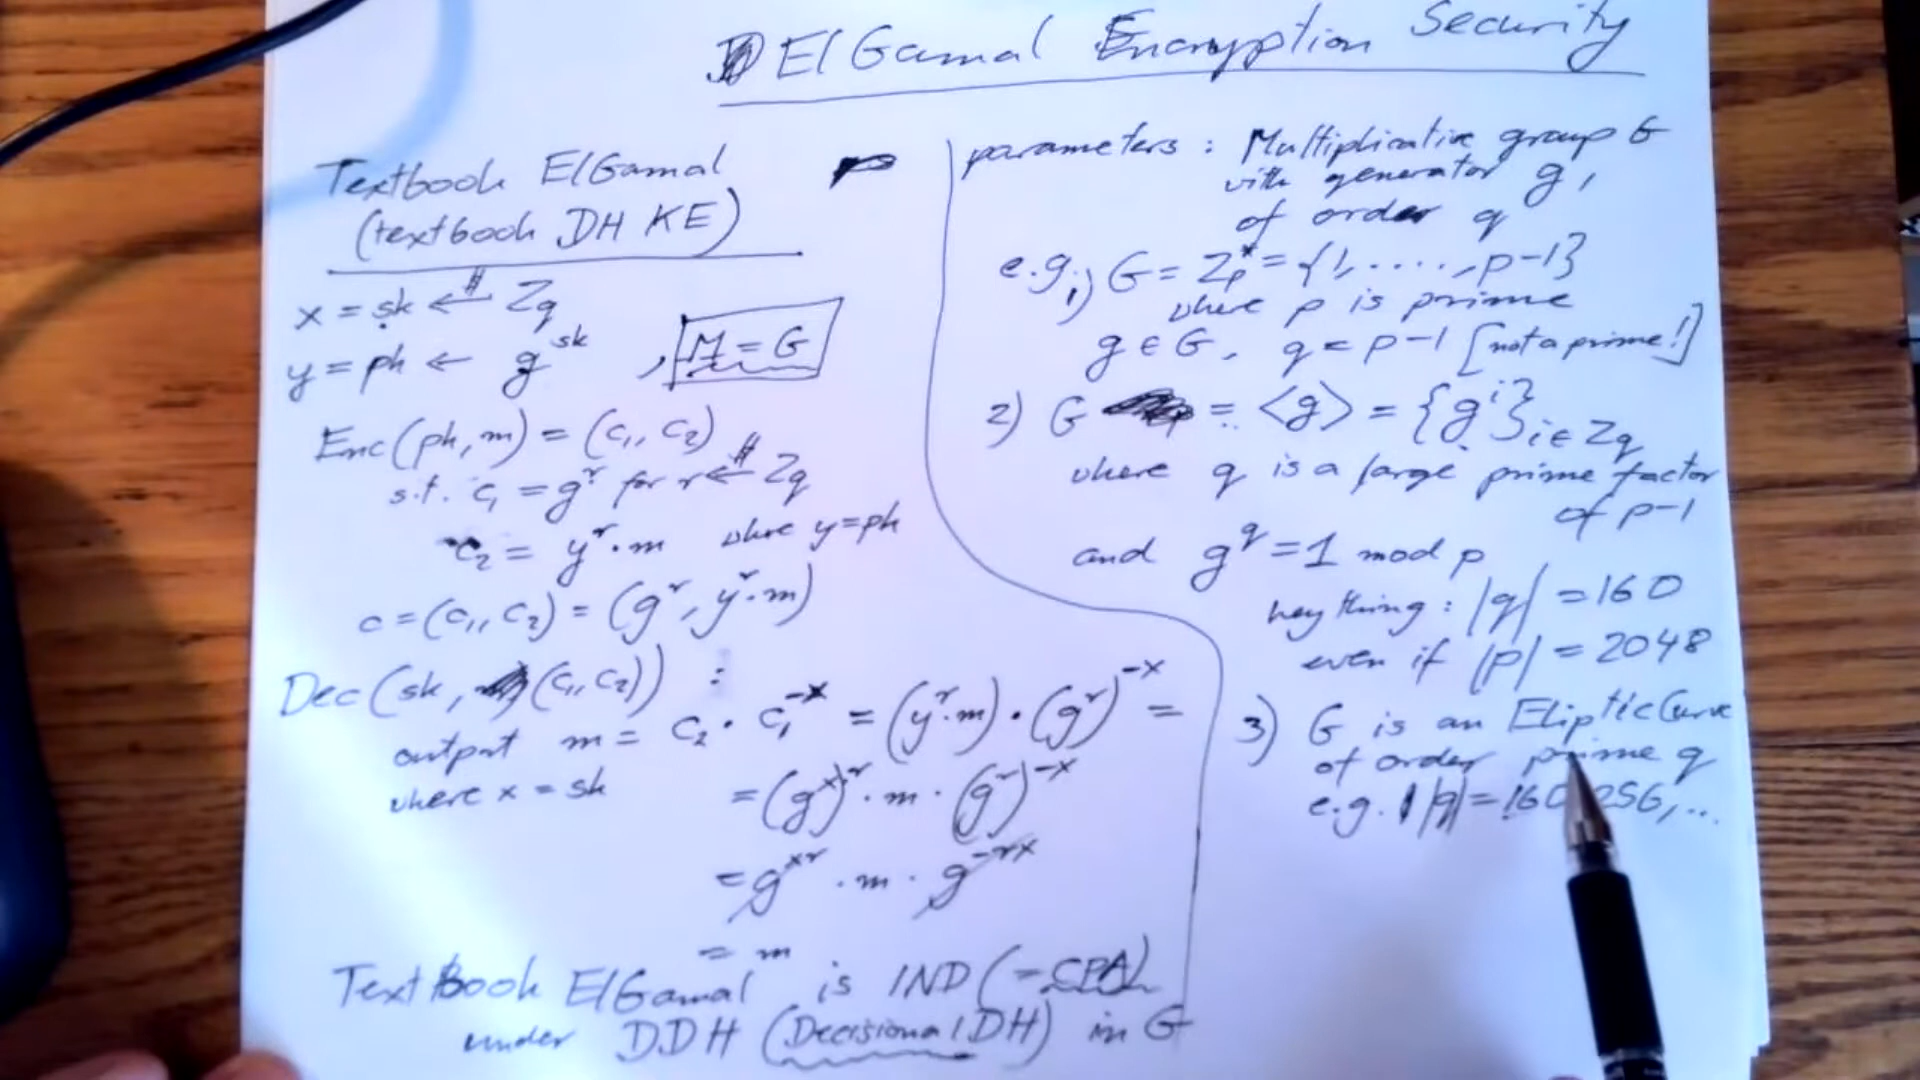 ElGamal Encryption Security
Textbook ElGamal
(textbook DH KE)
x = sk ←$ Zq
y = pk ← g^sk , M = G
Enc(pk, m) = (c₁, c₂)
s.t. c₁ = g^r for r ←$ Zq
c₂ = y^r · m where y = pk
c = (c₁, c₂) = (g^r, y^r · m)
Dec(sk, (c₁, c₂)) :
output m = c₂ · c₁^-x = (y^r · m) · (g^r)^-x =
where x = sk
= (g^x)^r · m · (g^r)^-x
= g^xr · m · g^-rx
= m
TextBook ElGamal is IND(-CPA)
under DDH (Decisional DH) in G
parameters : Multiplicative group G
with generator g,
of order q
e.g. 1) G = Zp* = {1, ...., p-1}
where p is prime
g ∈ G, q = p-1 [not a prime!]
2) G = <g> = {g^i} i ∈ Zq
where q is a large prime factor
of p-1
and g^q = 1 mod p
key thing : |q| = 160
even if |p| = 2048
3) G is an Eliptic Curve
of order prime q
e.g. |q| = 160 256, ...